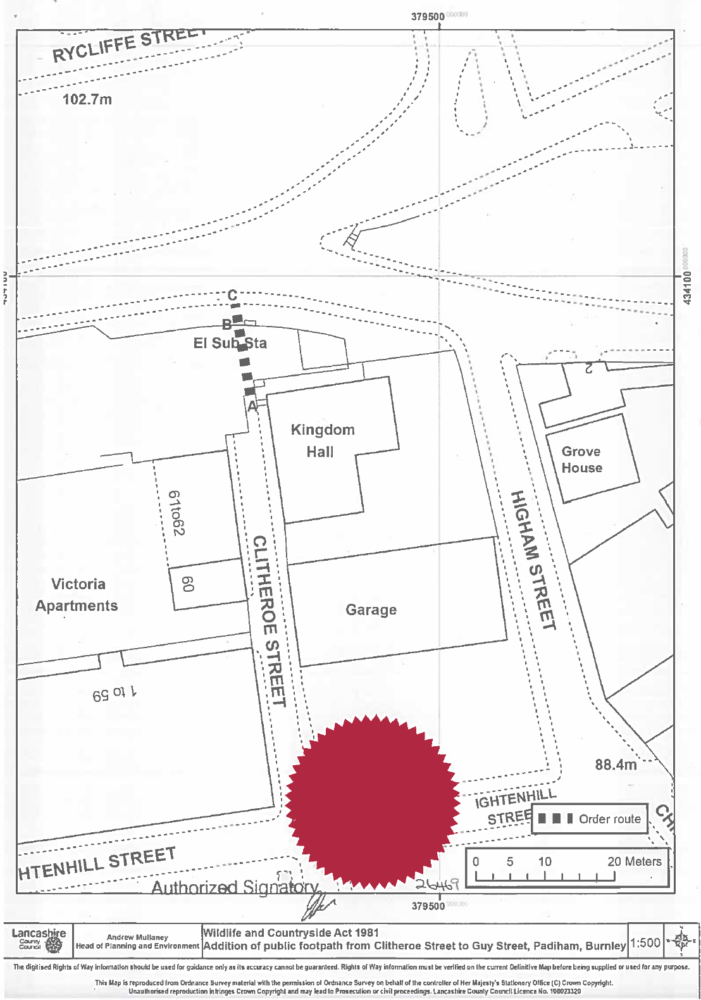 379500
RYCLIFFE STREET
102.7m
434100
C
B
El Sub Sta
A
Kingdom
Hall
2
Grove
House
61to62
60
CLITHEROE STREET
HIGHAM STREET
Victoria
Apartments
Garage
1 to 59
88.4m
IGHTENHILL
STREE
Order route
CH
HTENHILL STREET
0 5 10 20 Meters
Authorized Signatory
26469
379500
Lancashire
County
Council
Andrew Mullaney
Head of Planning and Environment
Wildlife and Countryside Act 1981
Addition of public footpath from Clitheroe Street to Guy Street, Padiham, Burnley
1:500
The digitised Rights of Way information should be used for guidance only as its accuracy cannot be guaranteed. Rights of Way information must be verified on the current Definitive Map before being supplied or used for any purpose.
This Map is reproduced from Ordnance Survey material with the permission of Ordnance Survey on behalf of the controller of Her Majesty's Stationery Office (C) Crown Copyright.
Unauthorised reproduction infringes Crown Copyright and may lead to Prosecution or civil proceedings. Lancashire County Council Licence No. 100023320